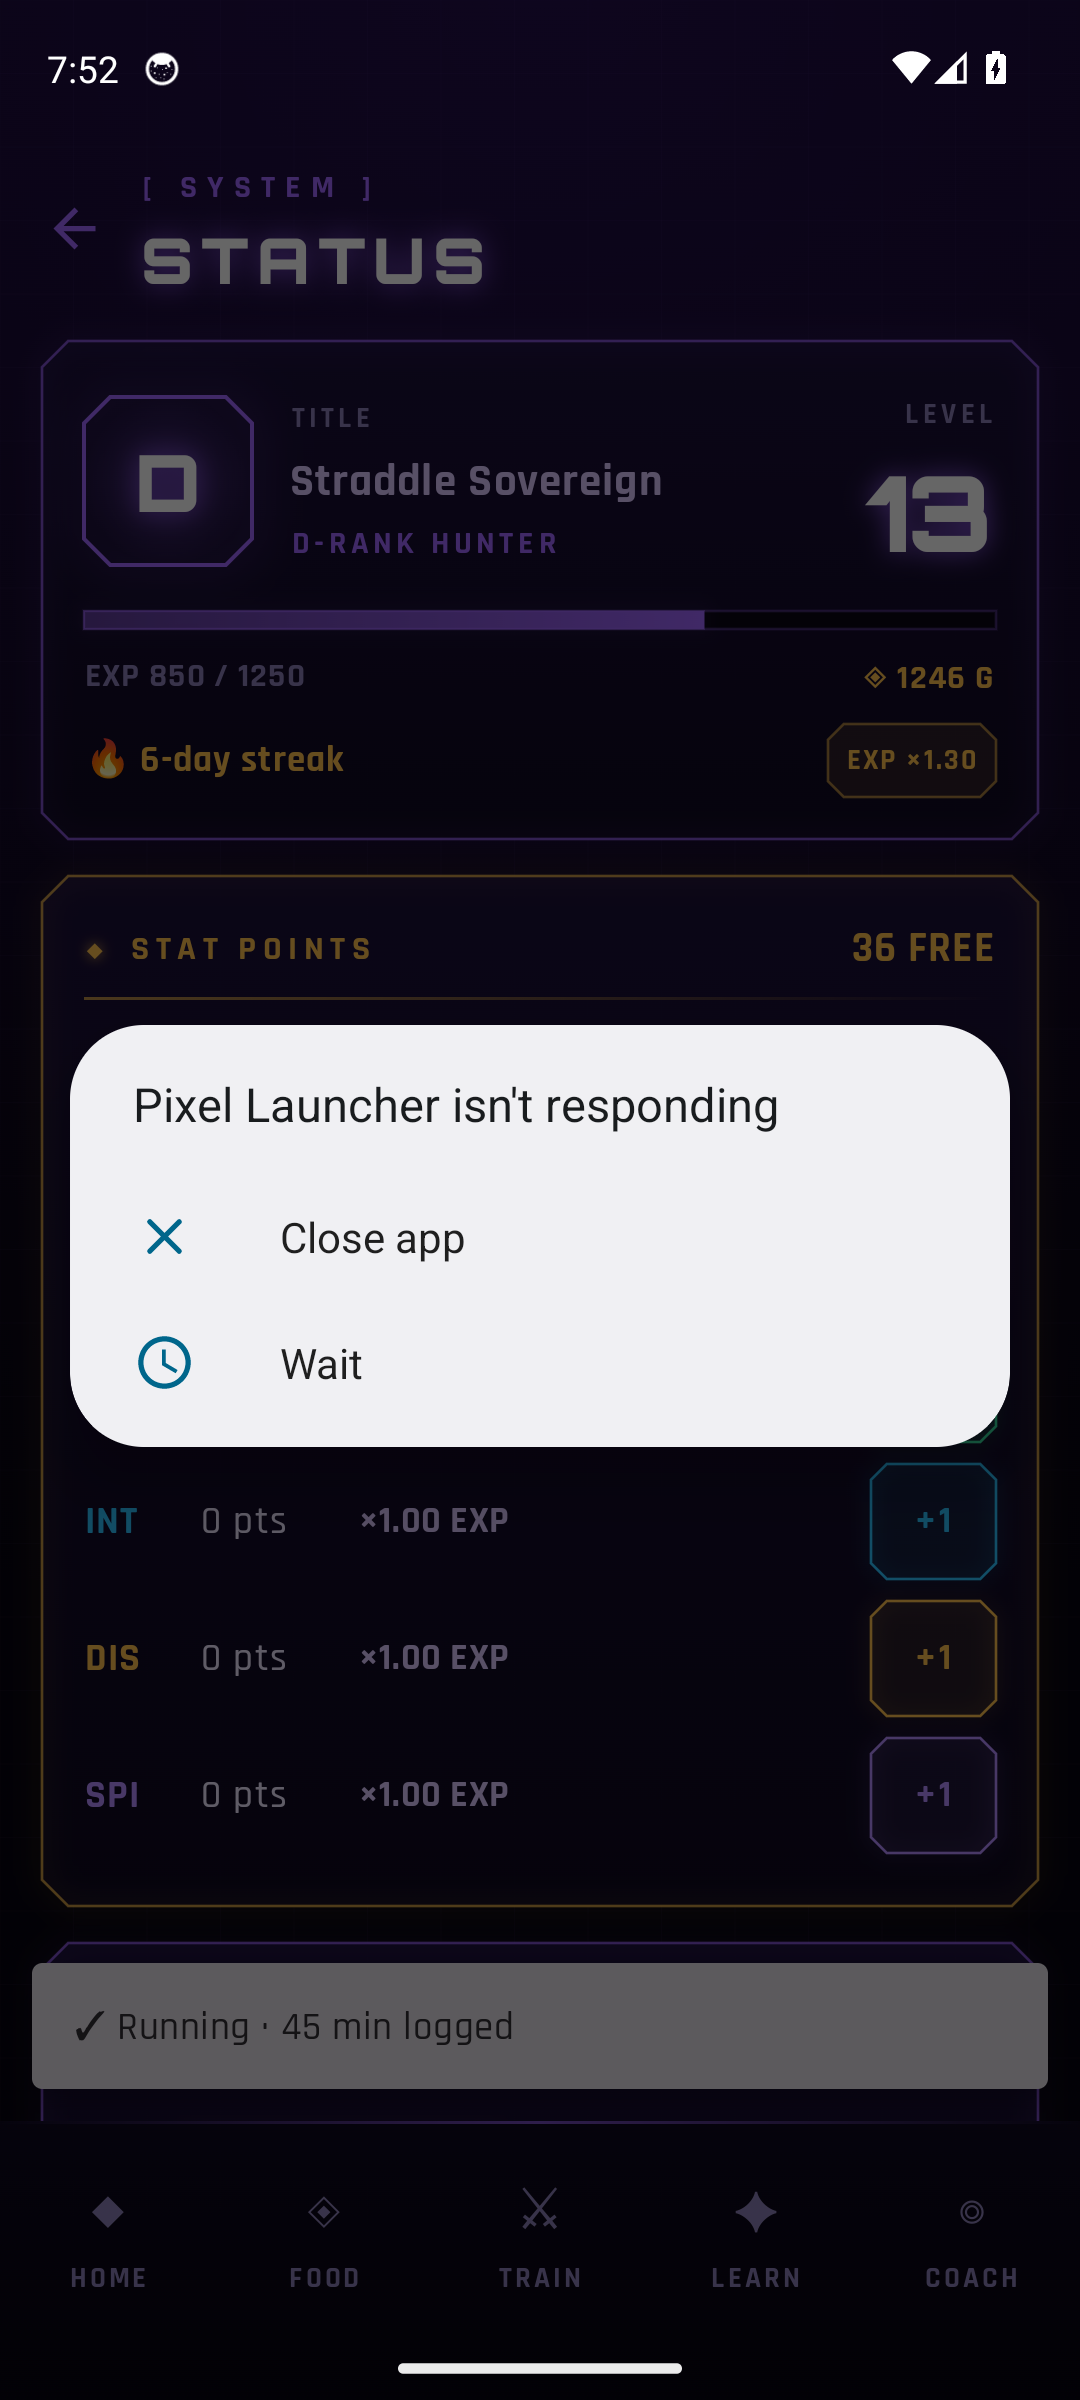 7:52
[ SYSTEM ]
STATUS
D
TITLE
Straddle Sovereign
D-RANK HUNTER
LEVEL
13
EXP 850 / 1250
◈ 1246 G
🔥 6-day streak
EXP ×1.30
◆ STAT POINTS
36 FREE
Pixel Launcher isn't responding
Close app
Wait
INT 0 pts ×1.00 EXP +1
DIS 0 pts ×1.00 EXP +1
SPI 0 pts ×1.00 EXP +1
✓ Running · 45 min logged
HOME
FOOD
TRAIN
LEARN
COACH